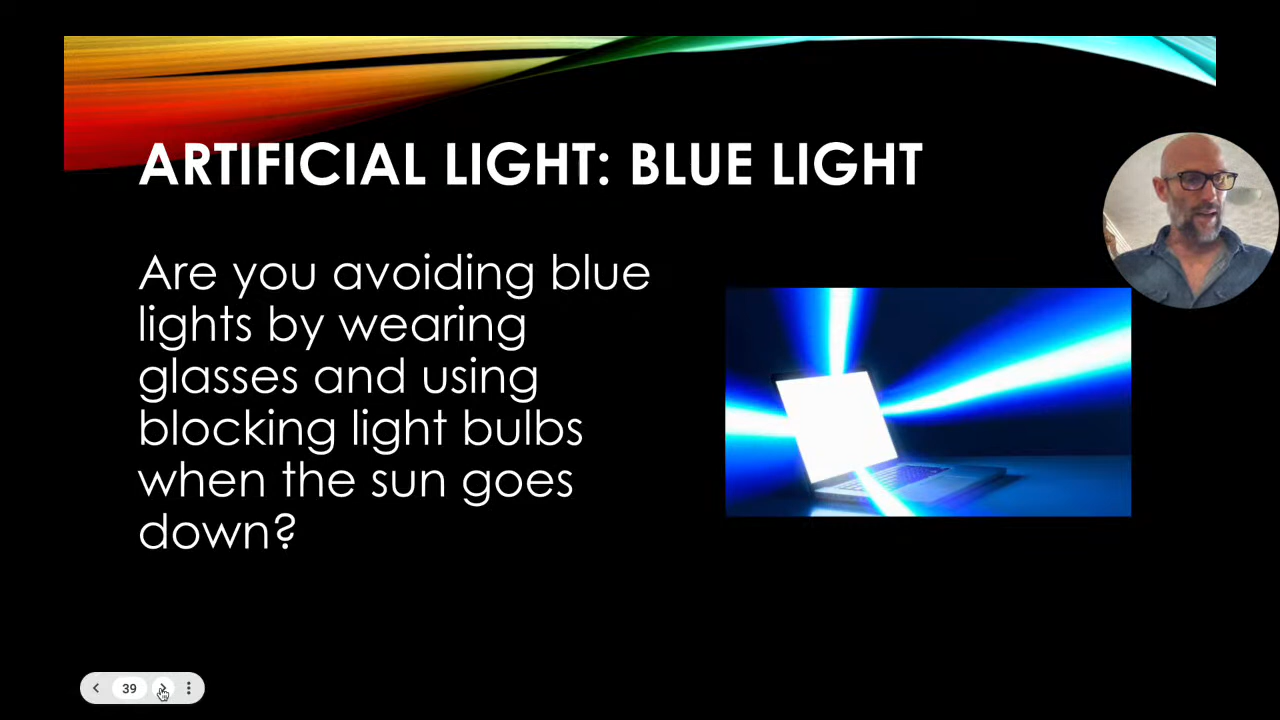 ARTIFICIAL LIGHT: BLUE LIGHT
Are you avoiding blue
lights by wearing
glasses and using
blocking light bulbs
when the sun goes
down?
39